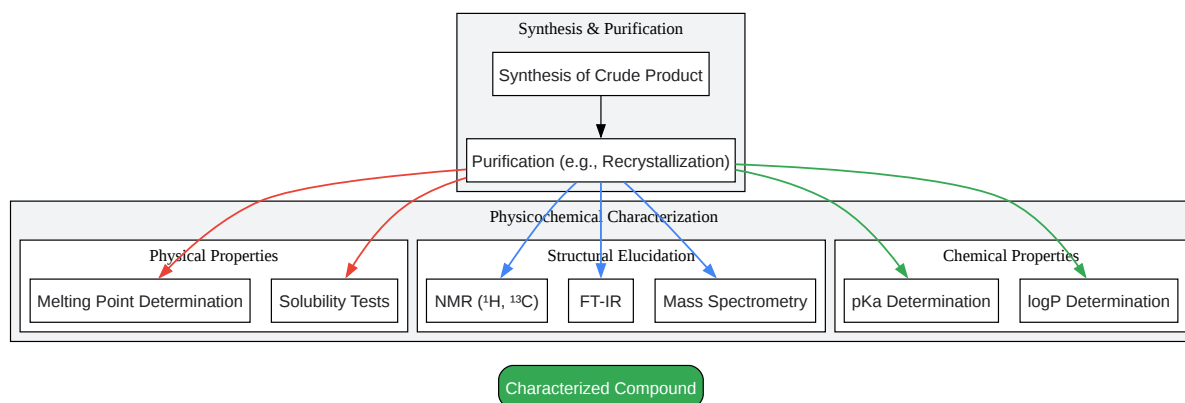 Synthesis & Purification
Synthesis of Crude Product
Purification (e.g., Recrystallization)
Physicochemical Characterization
Physical Properties
Melting Point Determination
Solubility Tests
Structural Elucidation
NMR (¹H, ¹³C)
FT-IR
Mass Spectrometry
Chemical Properties
pKa Determination
logP Determination
Characterized Compound